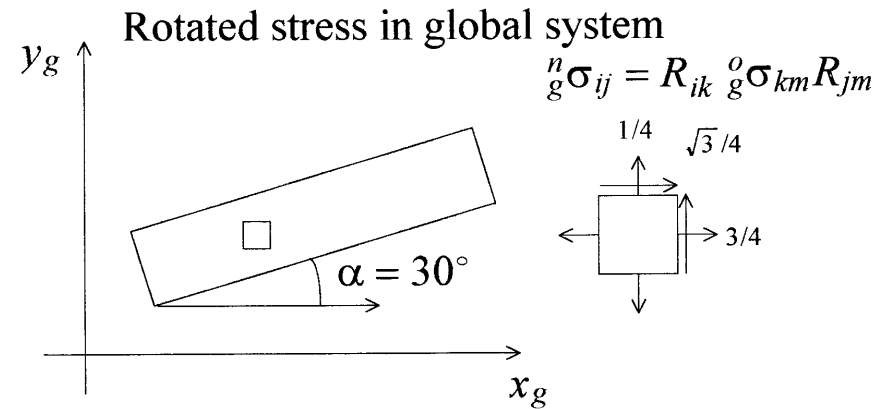 Rotated stress in global system
y_g
ⁿ_gσ_ij = R_ik ᵒ_gσ_km R_jm
1/4
√3 /4
3/4
α = 30°
x_g